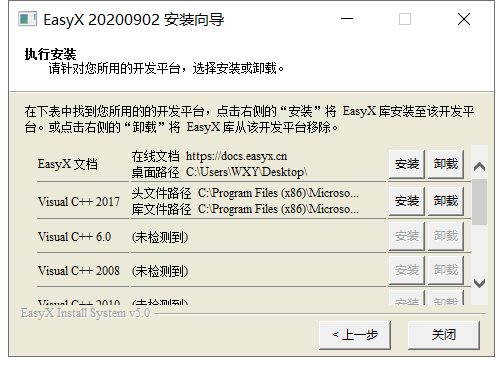 EasyX 20200902 安装向导
执行安装
请针对您所用的开发平台，选择安装或卸载。
在下表中找到您所用的的开发平台，点击右侧的“安装”将 EasyX 库安装至该开发平
台。或点击右侧的“卸载”将 EasyX 库从该开发平台移除。
EasyX 文档
在线文档 https://docs.easyx.cn
桌面路径 C:\Users\WXY\Desktop\
安装 卸载
Visual C++ 2017
头文件路径 C:\Program Files (x86)\Microso...
库文件路径 C:\Program Files (x86)\Microso...
安装 卸载
Visual C++ 6.0 (未检测到) 安装 卸载
Visual C++ 2008 (未检测到) 安装 卸载
Visual C++ 2010 (未检测到) 安装 卸载
EasyX Install System v5.0
< 上一步 关闭